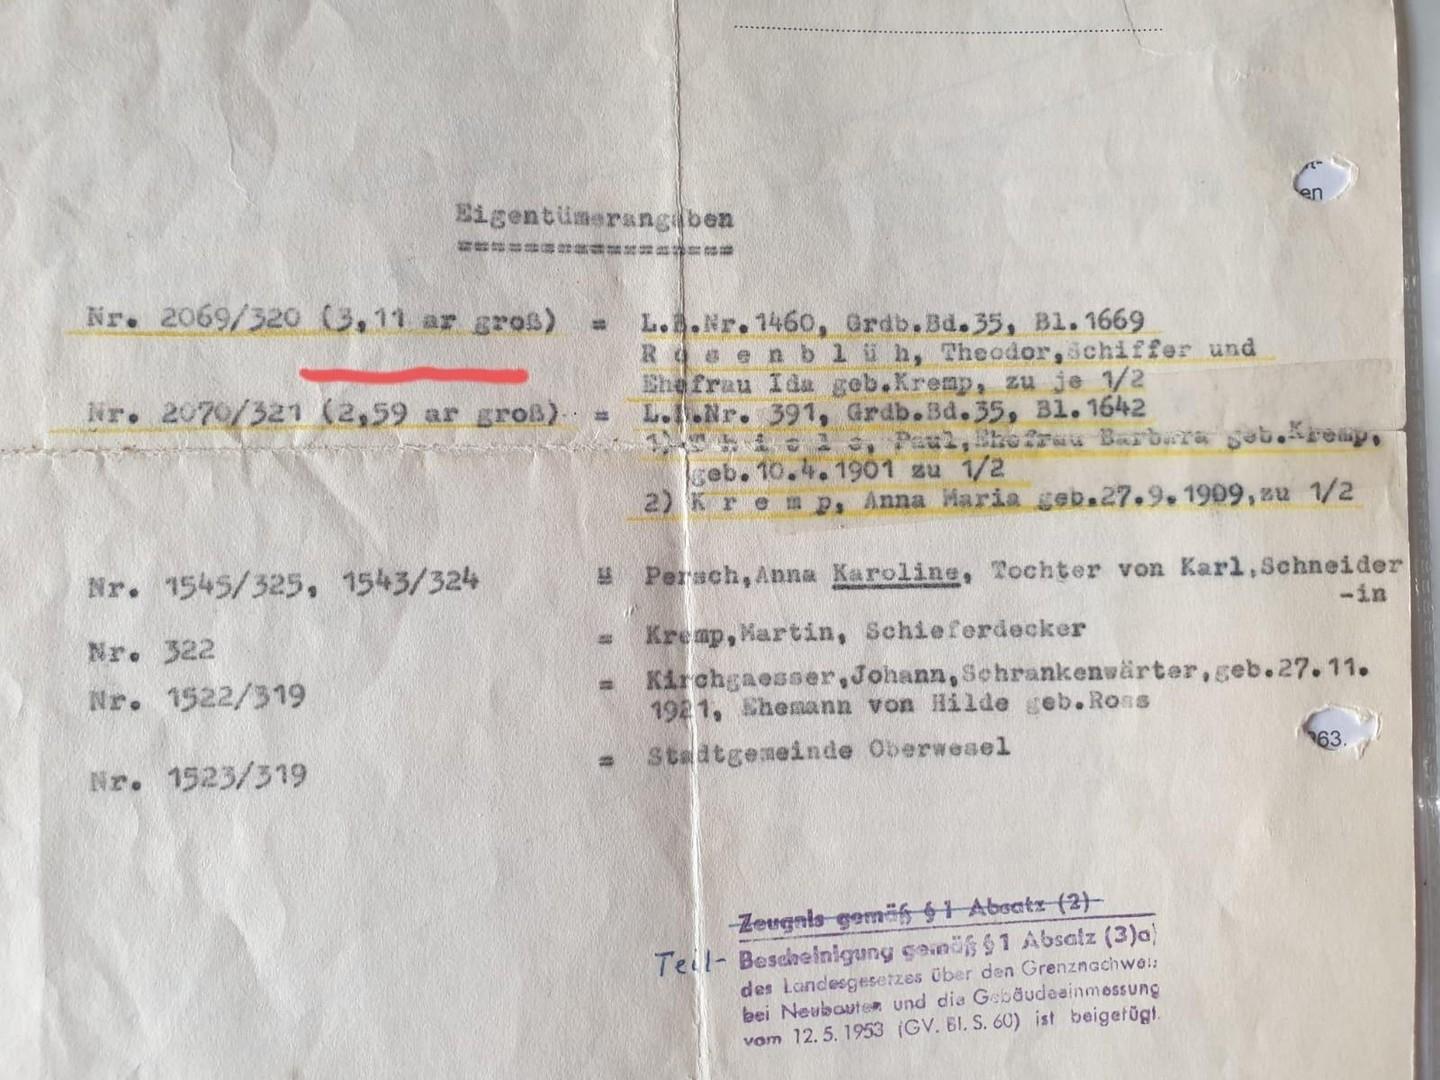 en
Eigentümerangaben
=================
Nr. 2069/320 (3,11 ar groß) = L.B.Nr.1460, Grdb.Bd.35, Bl.1669
R o s e n b l ü h, Theodor,Schiffer und
Ehefrau Ida geb.Kremp, zu je 1/2
Nr. 2070/321 (2,59 ar groß) = L.B.Nr. 391, Grdb.Bd.35, Bl.1642
1) T h i e l e, Paul,Ehefrau Barbara geb.Kremp,
geb.10.4.1901 zu 1/2
2) K r e m p, Anna Maria geb.27.9.1909,zu 1/2
Nr. 1545/325, 1543/324 = Persch,Anna Karoline, Tochter von Karl,Schneider
-in
Nr. 322 = Kremp,Martin, Schieferdecker
Nr. 1522/319 = Kirchgaesser,Johann,Schrankenwärter,geb.27.11.
1921, Ehemann von Hilde geb.Ross
Nr. 1523/319 = Stadtgemeinde Oberwesel
963.
Zeugnis gemäß § 1 Absatz (2)
Teil- Bescheinigung gemäß § 1 Absatz (3)a)
des Landesgesetzes über den Grenznachweis
bei Neubauten und die Gebäudeeinmessung
vom 12.5.1953 (GV. Bl. S. 60) ist beigefügt.